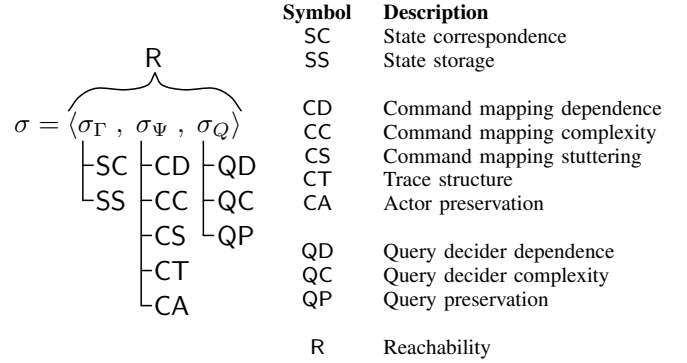 R
σ = ⟨σ_Γ , σ_Ψ , σ_Q⟩
SC CD QD
SS CC QC
CS QP
CT
CA
Symbol Description
SC State correspondence
SS State storage
CD Command mapping dependence
CC Command mapping complexity
CS Command mapping stuttering
CT Trace structure
CA Actor preservation
QD Query decider dependence
QC Query decider complexity
QP Query preservation
R Reachability